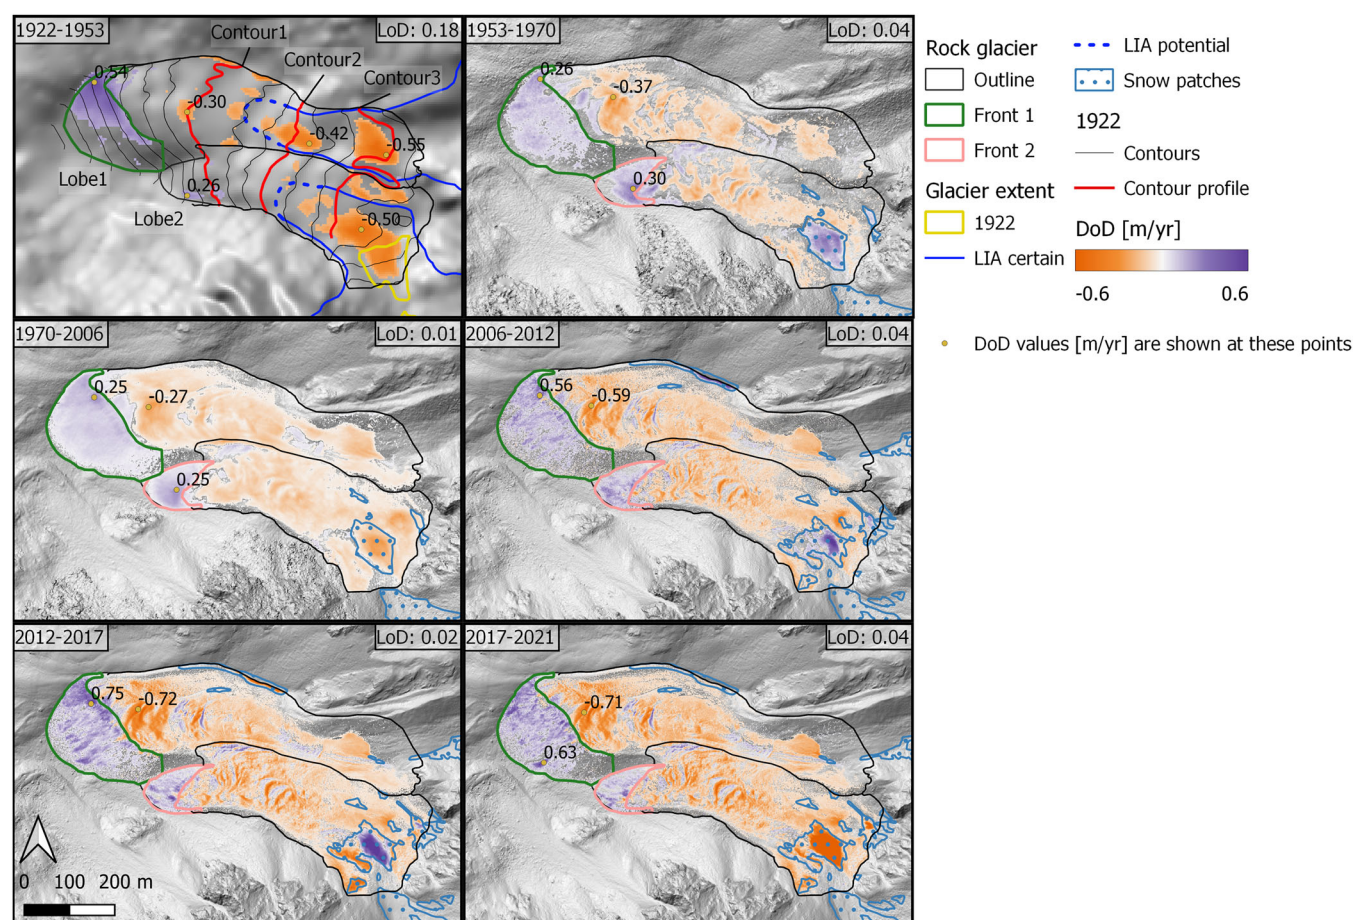 1922-1953
LoD: 0.18
Contour1
Contour2
Contour3
0.54
-0.30
-0.42
-0.55
Lobe1
0.26
Lobe2
-0.50
1953-1970
LoD: 0.04
0.26
-0.37
0.30
1970-2006
LoD: 0.01
0.25
-0.27
0.25
2006-2012
LoD: 0.04
0.56
-0.59
2012-2017
LoD: 0.02
0.75
-0.72
0 100 200 m
2017-2021
LoD: 0.04
-0.71
0.63
Rock glacier
Outline
Front 1
Front 2
Glacier extent
1922
LIA certain
LIA potential
Snow patches
1922
Contours
Contour profile
DoD [m/yr]
-0.6 0.6
DoD values [m/yr] are shown at these points